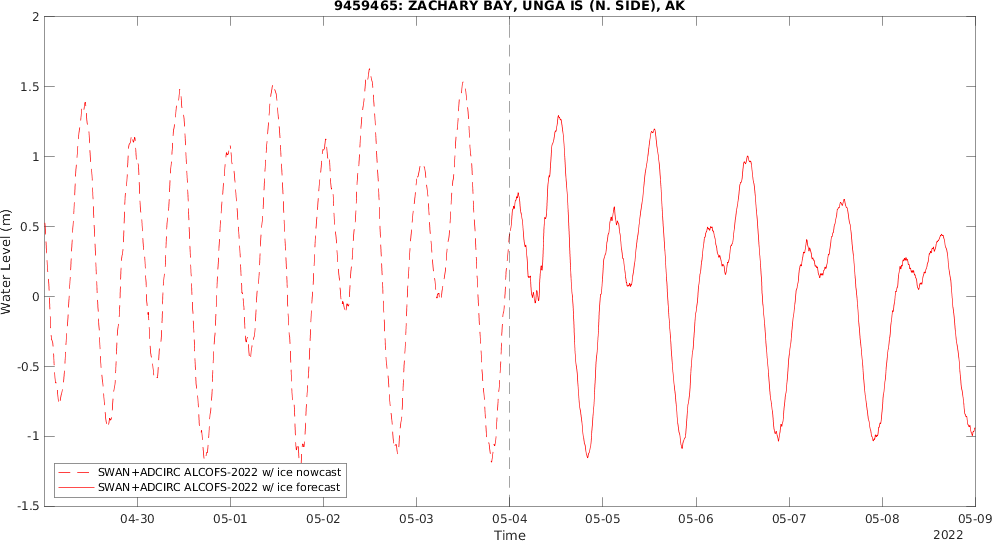 9459465: ZACHARY BAY, UNGA IS (N. SIDE), AK
2
1.5
1
0.5
0
-0.5
-1
-1.5
Water Level (m)
SWAN+ADCIRC ALCOFS-2022 w/ ice nowcast
SWAN+ADCIRC ALCOFS-2022 w/ ice forecast
04-30 05-01 05-02 05-03 05-04 05-05 05-06 05-07 05-08 05-09
Time 2022